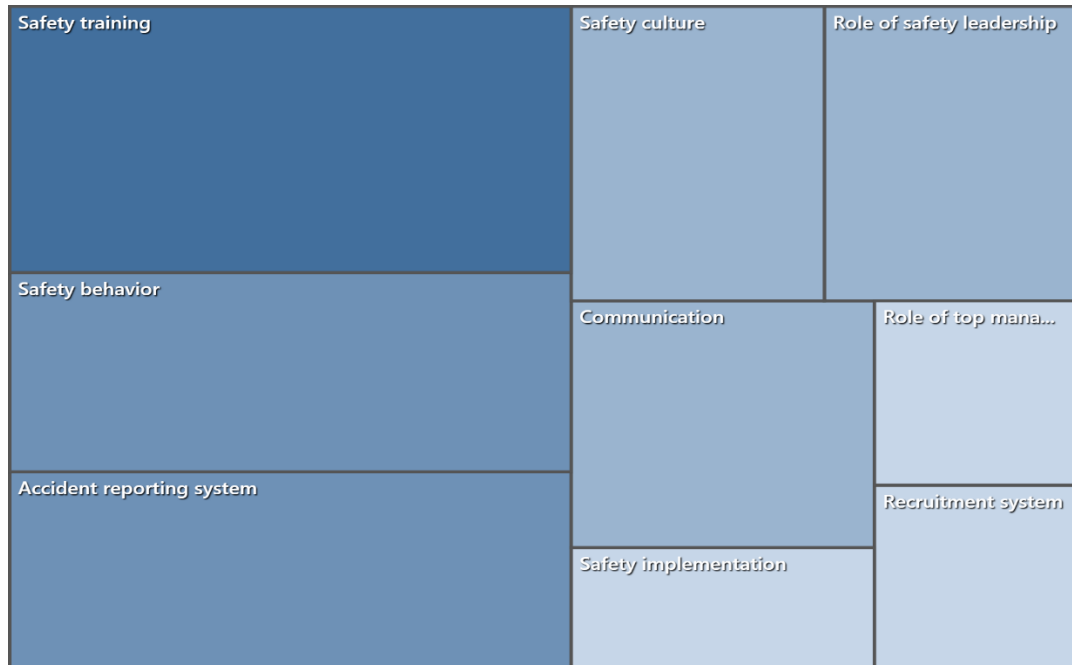 Safety training
Safety culture
Role of safety leadership
Safety behavior
Communication
Role of top mana...
Accident reporting system
Recruitment system
Safety implementation